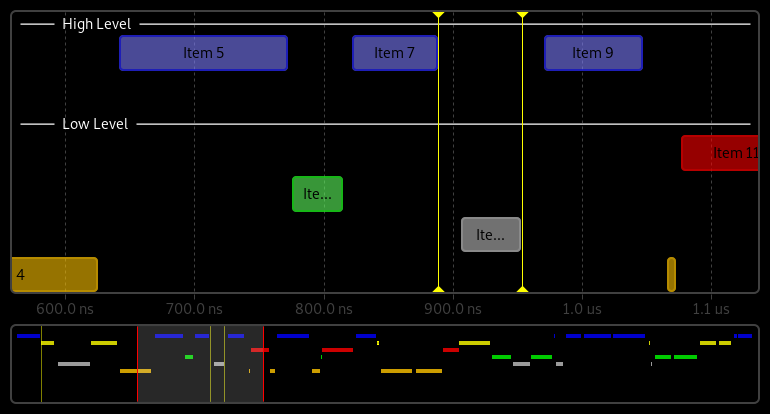 High Level
Item 5 Item 7 Item 9
Low Level
Item 11
Ite...
Ite...
4
600.0 ns 700.0 ns 800.0 ns 900.0 ns 1.0 us 1.1 us